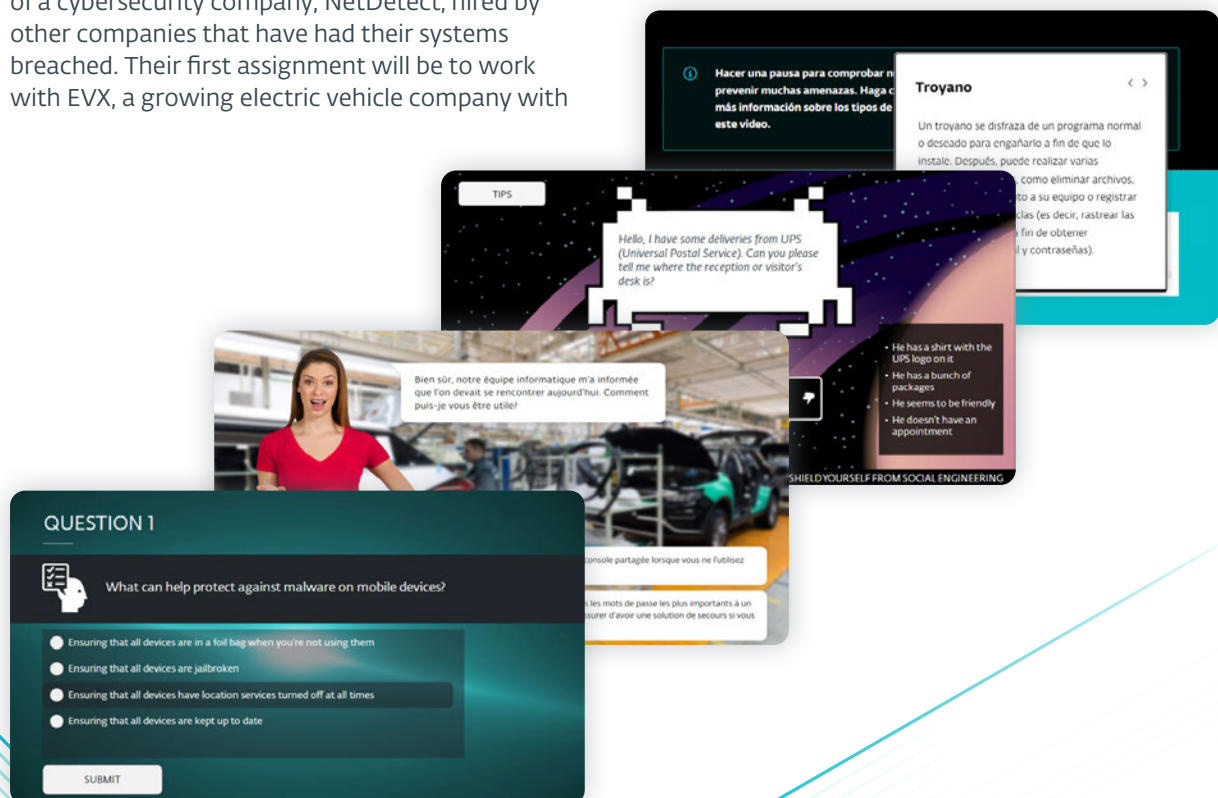 of a cybersecurity company, NetDetect, hired by
other companies that have had their systems
breached. Their first assignment will be to work
with EVX, a growing electric vehicle company with
Hacer una pausa para comprobar
prevenir muchas amenazas. Haga
más información sobre los tipos de
este video.
Troyano
Un troyano se disfraza de un programa normal
o deseado para engañarlo a fin de que lo
instale. Después, puede realizar varias
, como eliminar archivos,
to a su equipo o registrar
clas (es decir, rastrear las
fin de obtener
l y contraseñas).
TIPS
Hello, I have some deliveries from UPS
(Universal Postal Service). Can you please
tell me where the reception or visitor's
desk is?
• He has a shirt with the
UPS logo on it
• He has a bunch of
packages
• He seems to be friendly
• He doesn't have an
appointment
SHIELD YOURSELF FROM SOCIAL ENGINEERING
Bien sûr, notre équipe informatique m'a informée
que l'on devait se rencontrer aujourd'hui. Comment
puis-je vous être utile?
console partagée lorsque vous ne l'utilisez
les mots de passe les plus importants à un
surer d'avoir une solution de secours si vous
QUESTION 1
What can help protect against malware on mobile devices?
Ensuring that all devices are in a foil bag when you're not using them
Ensuring that all devices are jailbroken
Ensuring that all devices have location services turned off at all times
Ensuring that all devices are kept up to date
SUBMIT